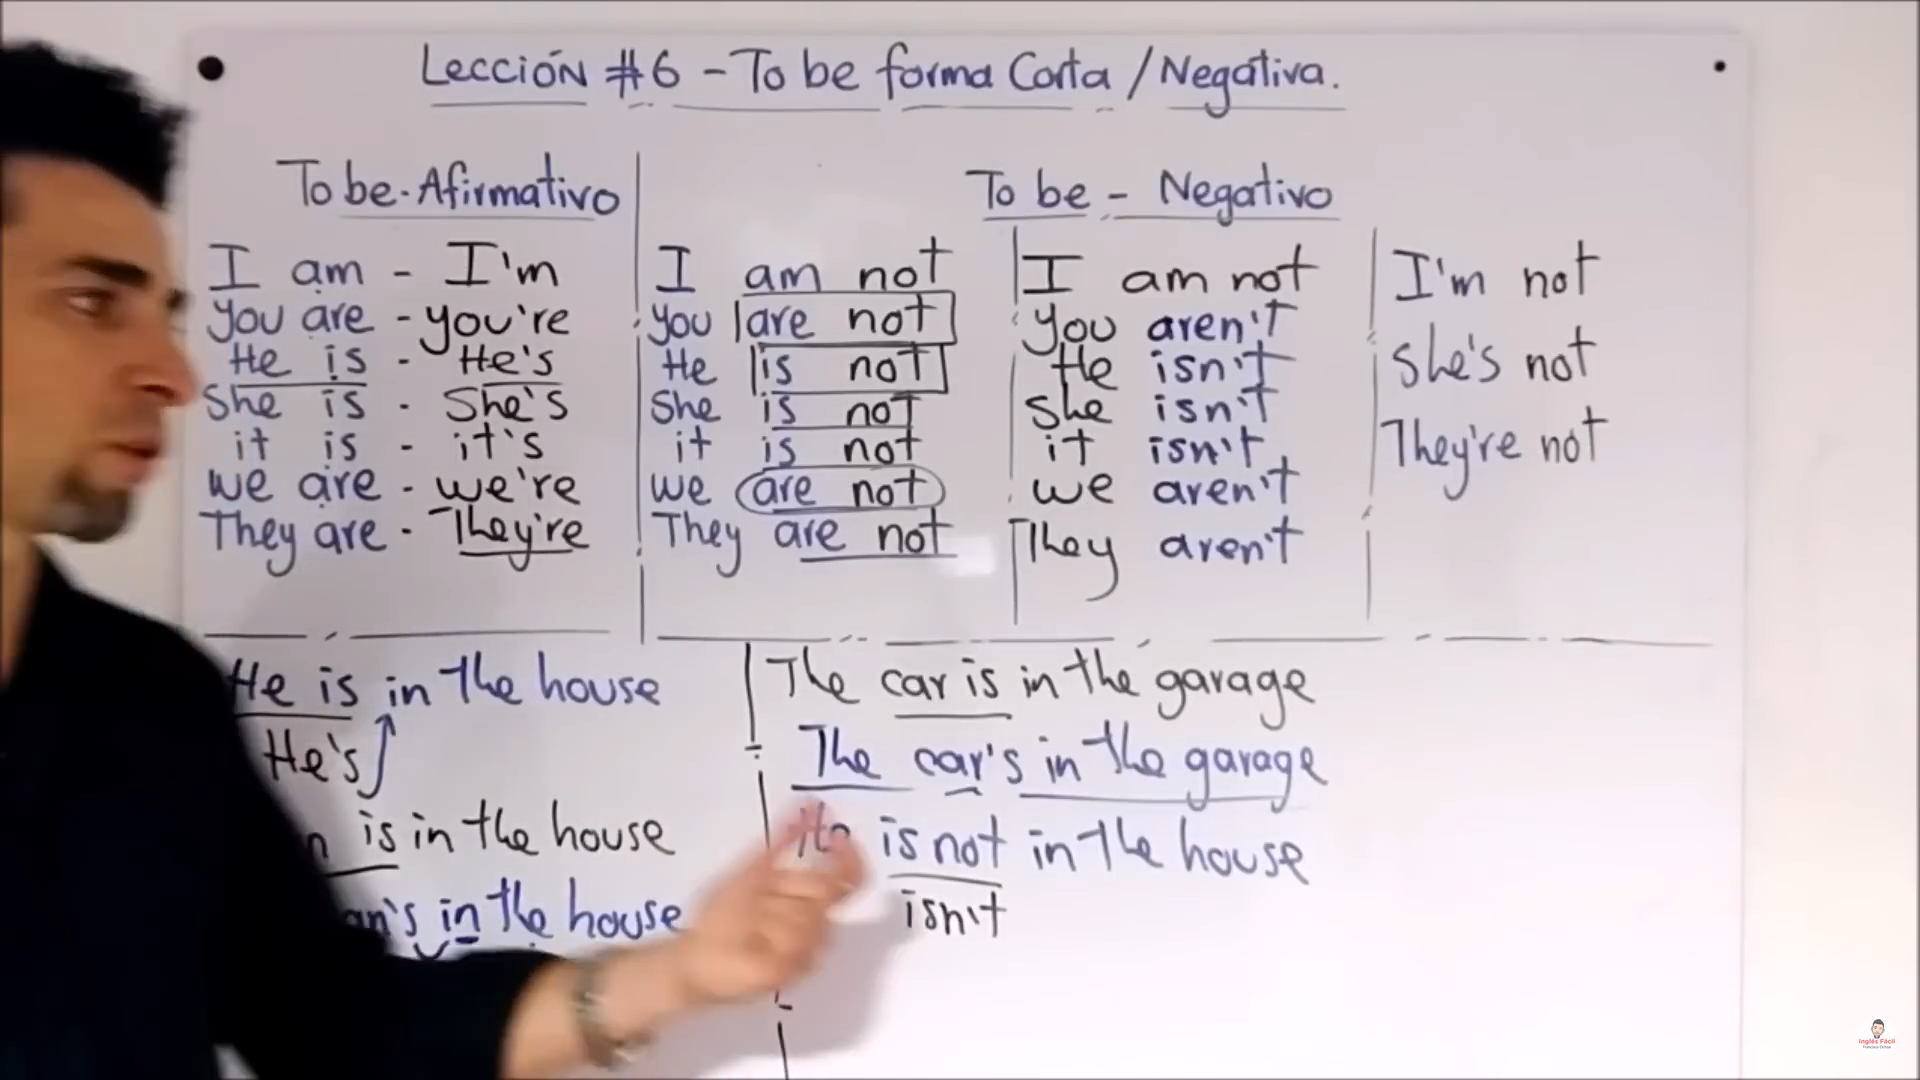 Lección #6 - To be forma Corta / Negativa.
To be - Afirmativo
I am - I'm
you are - you're
He is - He's
she is - she's
it is - it's
we are - we're
They are - They're
To be - Negativo
I am not
you are not
He is not
she is not
it is not
we are not
They are not
I am not
you aren't
He isn't
she isn't
it isn't
we aren't
They aren't
I'm not
she's not
They're not
He is in the house
He's
is in the house
in the house
The car is in the garage
The car's in the garage
He is not in the house
isn't
Inglés Fácil